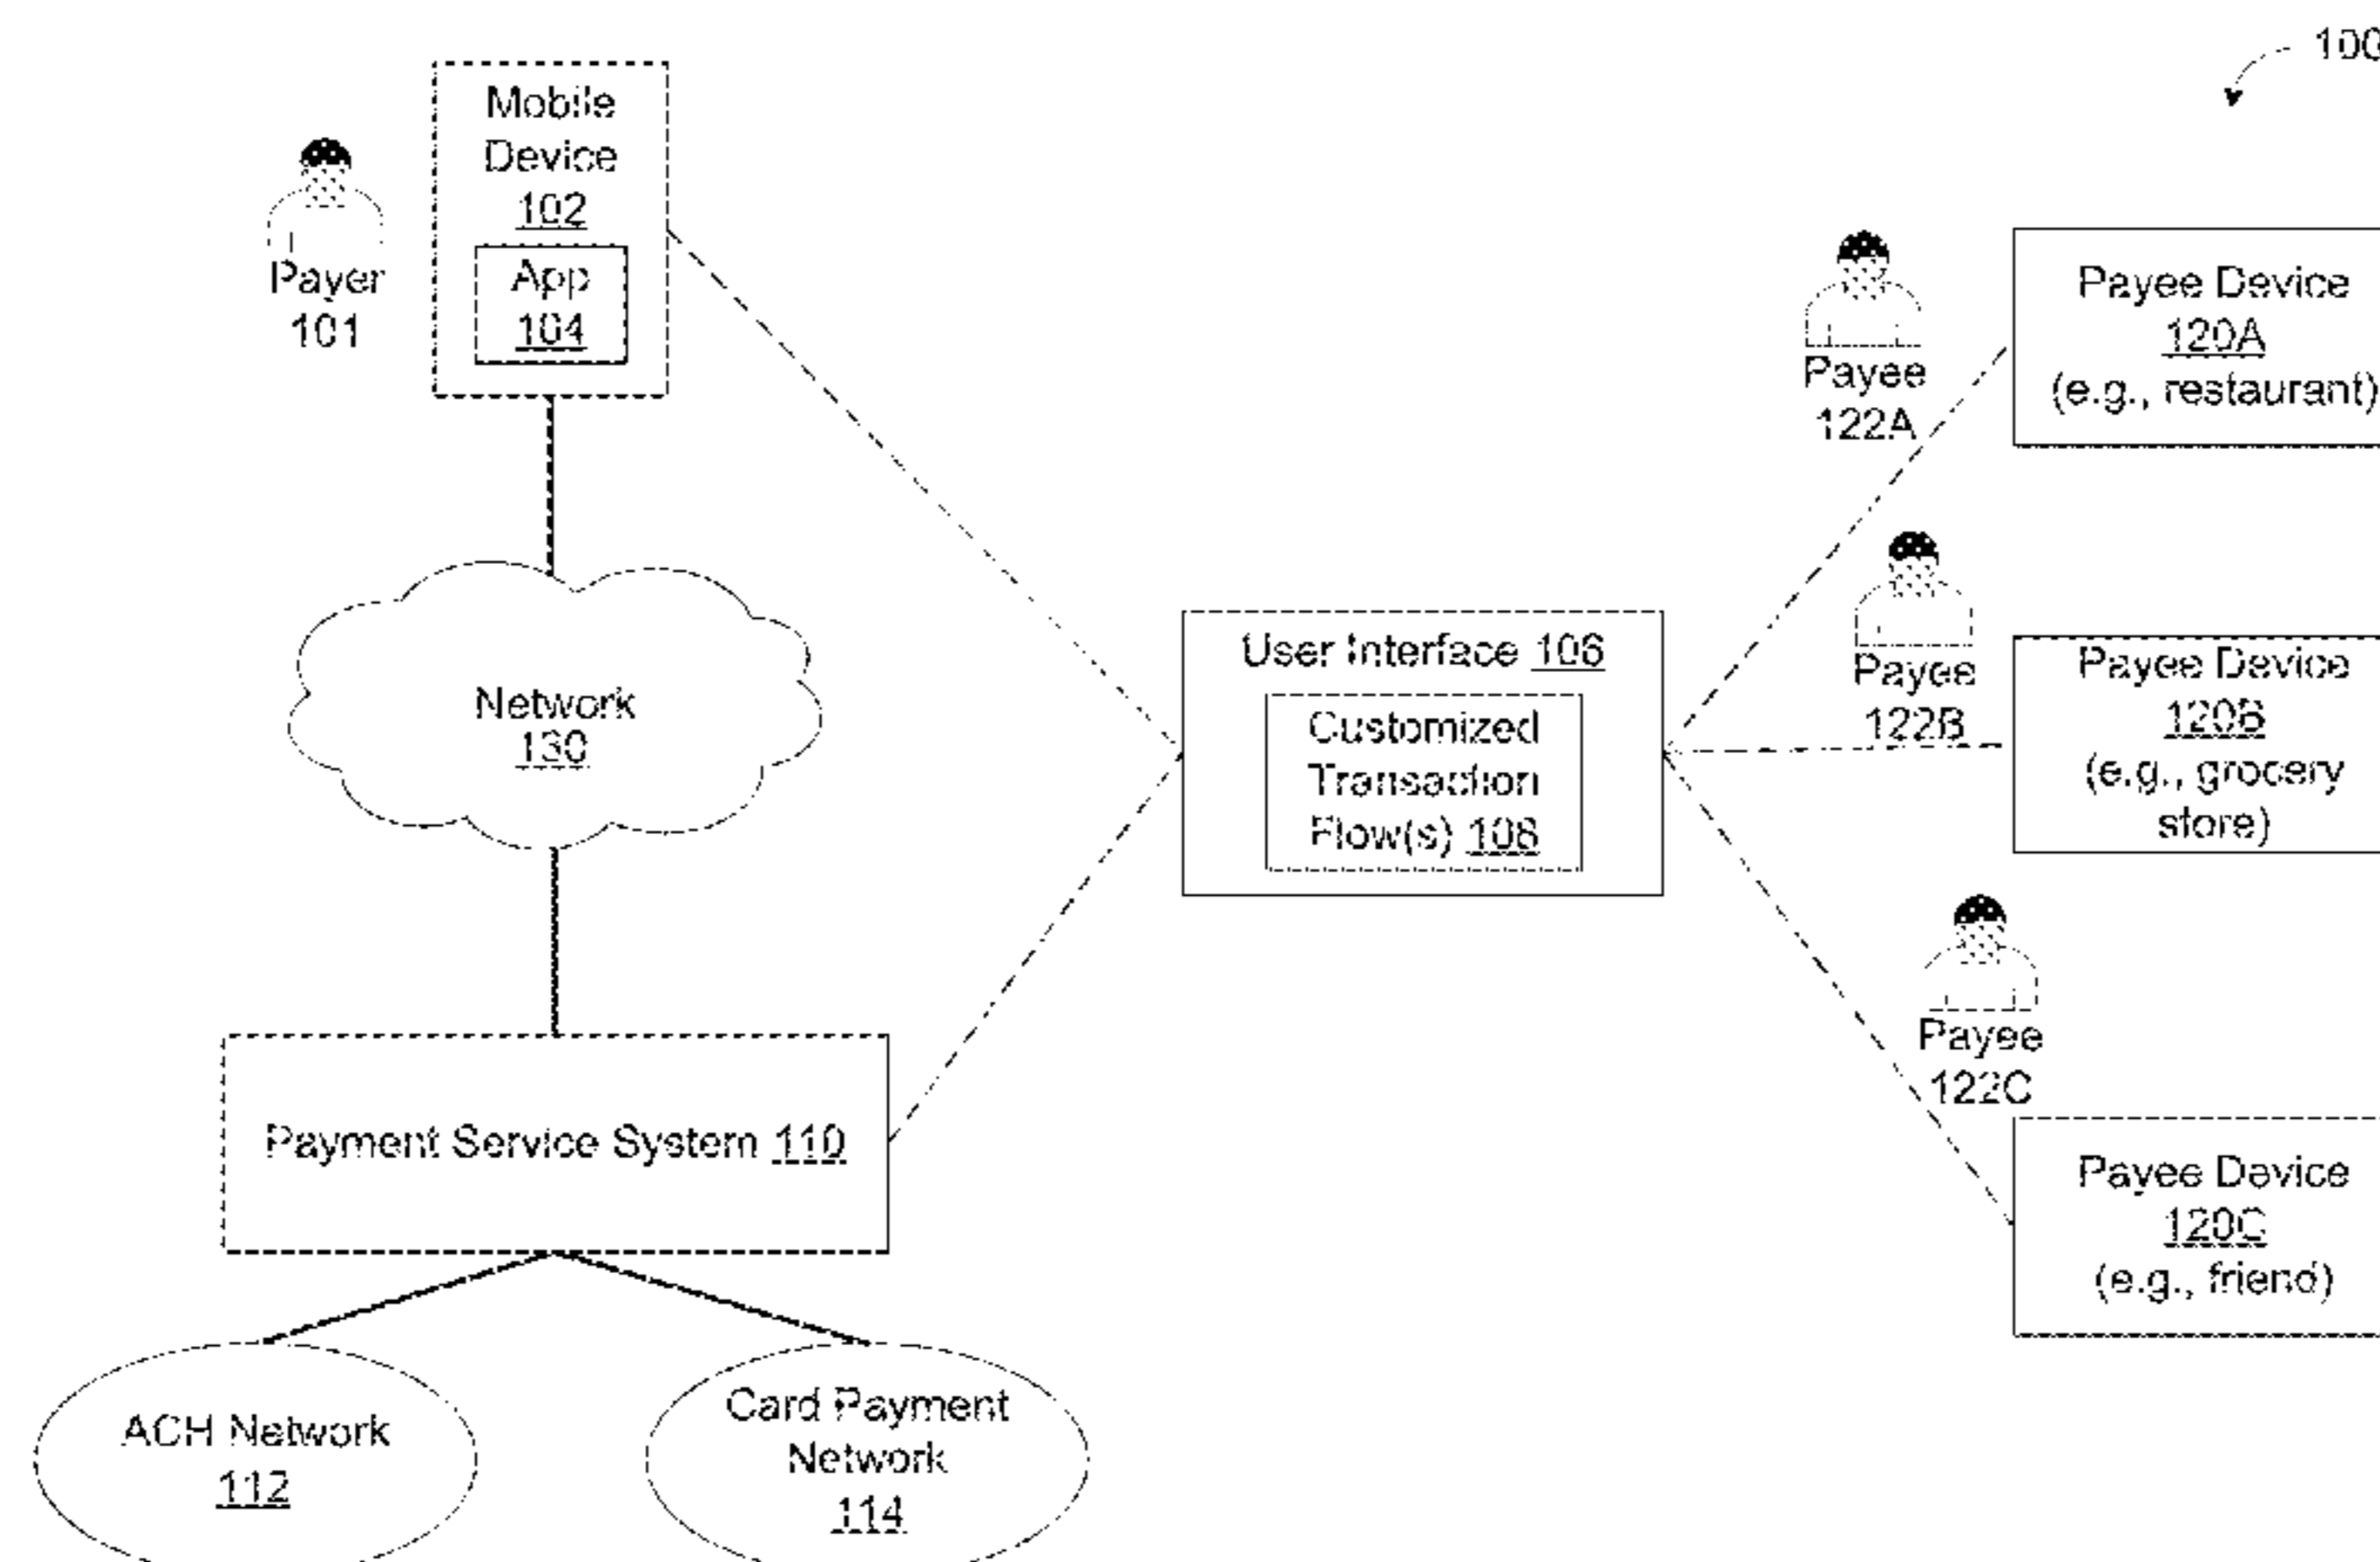 100
Mobile
Device
102
App
104
Payer
101
Payee
122A
Payee Device
120A
(e.g., restaurant)
Network
130
User Interface 106
Customized
Transaction
Flow(s) 108
Payee
122B
Payee Device
120B
(e.g., grocery
store)
Payee
122C
Payment Service System 110
Payee Device
120C
(e.g., friend)
ACH Network
112
Card Payment
Network
114